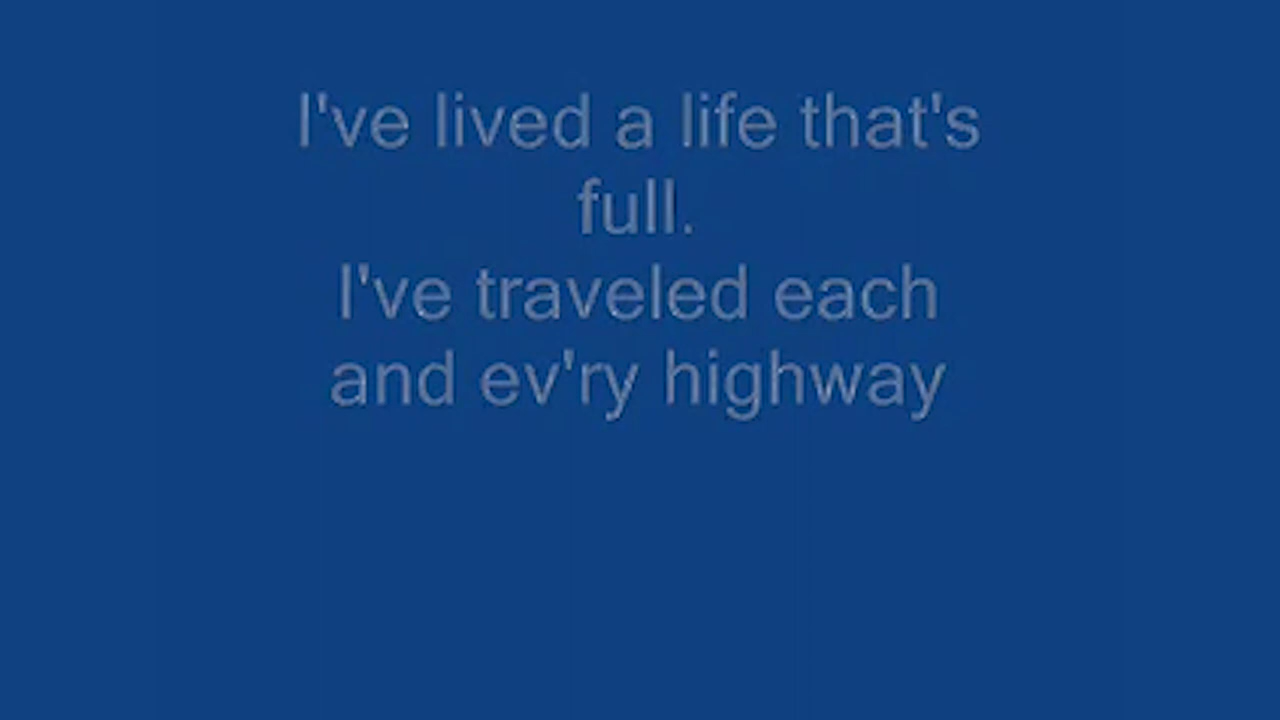 I've lived a life that's
full.
I've traveled each
and ev'ry highway